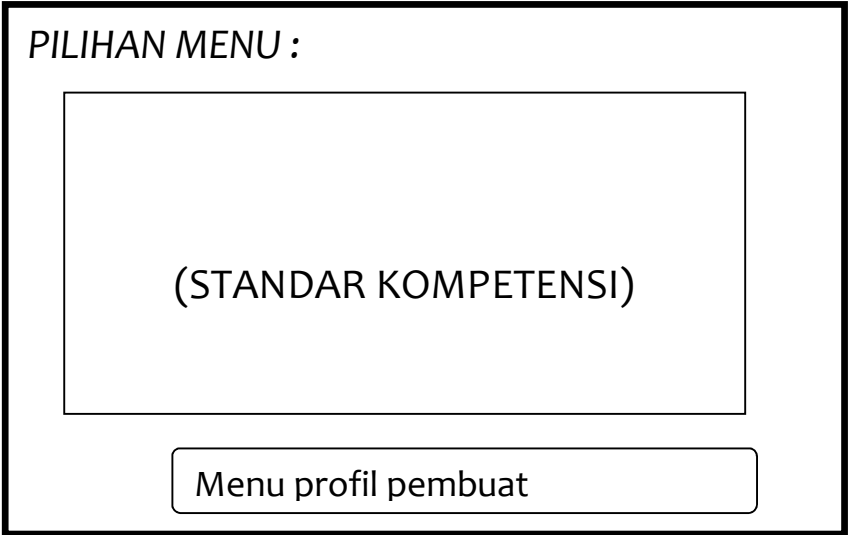 PILIHAN MENU :
(STANDAR KOMPETENSI)
Menu profil pembuat